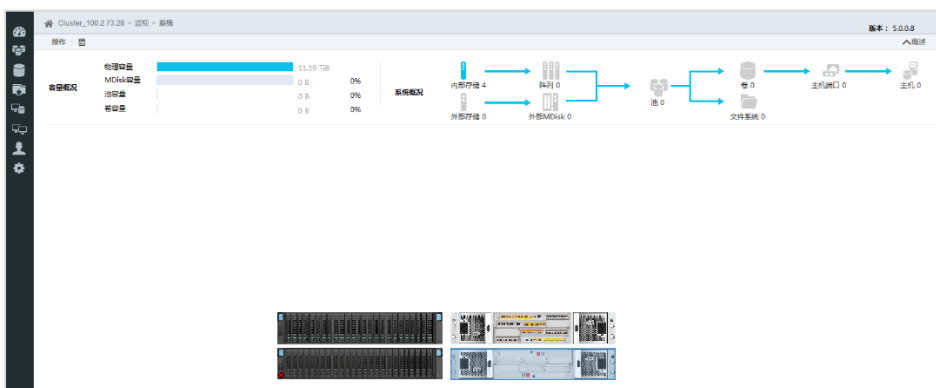 Cluster_100.2.73.28 > 监视 > 系统
版本： 5.0.0.8
操作
概述
容量概况
物理容量 11.19 TiB
MDisk容量 0 B 0%
池容量 0 B 0%
卷容量 0 B 0%
系统概况
内部存储 4
阵列 0
外部存储 0
外部MDisk 0
池 0
卷 0
文件系统 0
主机端口 0
主机 0